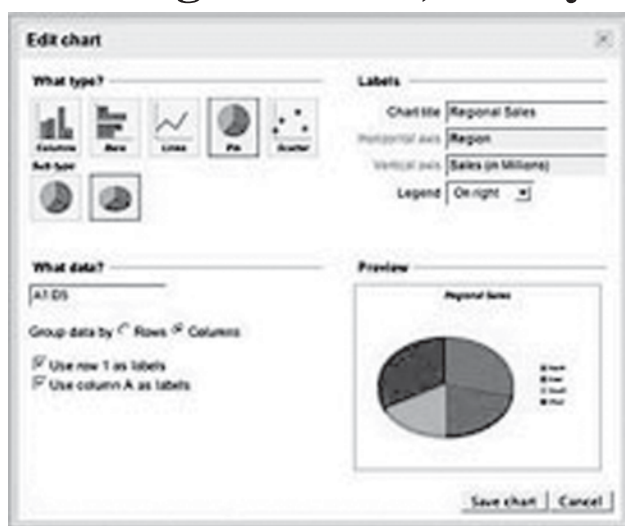 Edit chart
What type?
Columns Bars Lines Pie Scatter
Sub-type
What data?
A1:D5
Group data by Rows Columns
Use row 1 as labels
Use column A as labels
Labels
Chart title Regional Sales
Horizontal axis Region
Vertical axis Sales (in Millions)
Legend On right
Preview
Regional Sales
Save chart Cancel